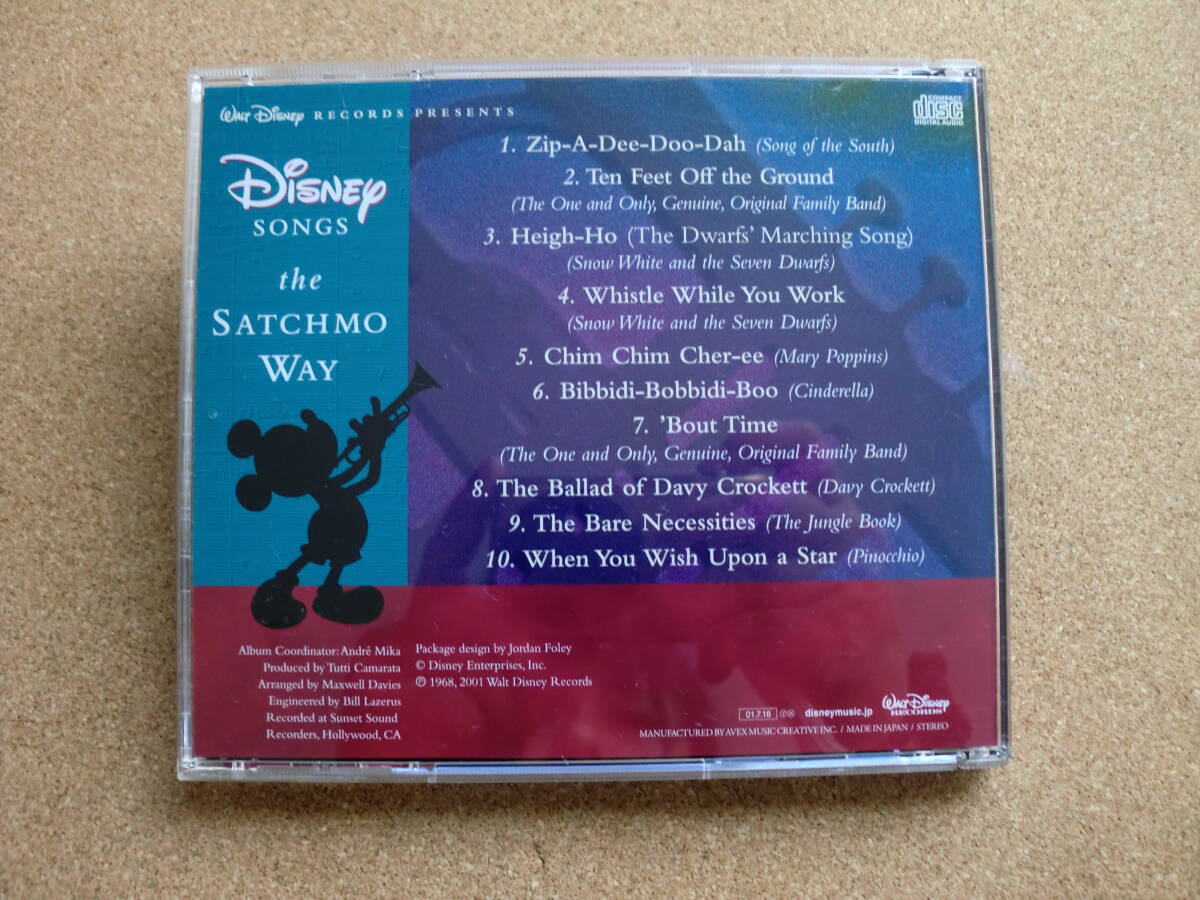 WALT DISNEY RECORDS PRESENTS
DISNEY
SONGS
the
SATCHMO
WAY
COMPACT
disc
DIGITAL AUDIO
1. Zip-A-Dee-Doo-Dah (Song of the South)
2. Ten Feet Off the Ground
(The One and Only, Genuine, Original Family Band)
3. Heigh-Ho (The Dwarfs' Marching Song)
(Snow White and the Seven Dwarfs)
4. Whistle While You Work
(Snow White and the Seven Dwarfs)
5. Chim Chim Cher-ee (Mary Poppins)
6. Bibbidi-Bobbidi-Boo (Cinderella)
7. 'Bout Time
(The One and Only, Genuine, Original Family Band)
8. The Ballad of Davy Crockett (Davy Crockett)
9. The Bare Necessities (The Jungle Book)
10. When You Wish Upon a Star (Pinocchio)
Album Coordinator: André Mika
Produced by Tutti Camarata
Arranged by Maxwell Davies
Engineered by Bill Lazerus
Recorded at Sunset Sound
Recorders, Hollywood, CA
Package design by Jordan Foley
© Disney Enterprises, Inc.
℗ 1968, 2001 Walt Disney Records
01.7.18 Ⓨ Ⓧ disneymusic.jp
WALT DISNEY
RECORDS
MANUFACTURED BY AVEX MUSIC CREATIVE INC. / MADE IN JAPAN / STEREO